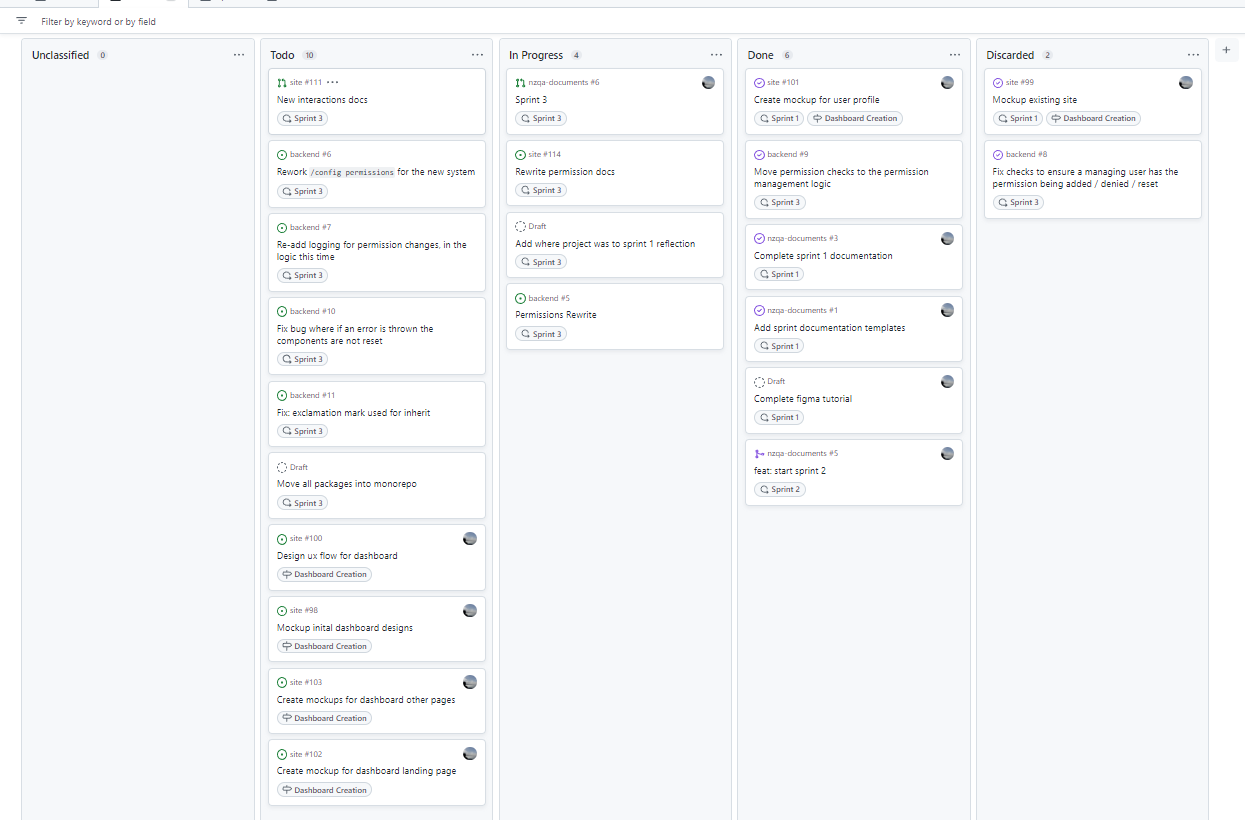 Filter by keyword or by field
Unclassified 0
Todo 10
site #111
New interactions docs
Sprint 3
backend #6
Rework /config permissions for the new system
Sprint 3
backend #7
Re-add logging for permission changes, in the
logic this time
Sprint 3
backend #10
Fix bug where if an error is thrown the
components are not reset
Sprint 3
backend #11
Fix: exclamation mark used for inherit
Sprint 3
Draft
Move all packages into monorepo
Sprint 3
site #100
Design ux flow for dashboard
Dashboard Creation
site #98
Mockup inital dashboard designs
Dashboard Creation
site #103
Create mockups for dashboard other pages
Dashboard Creation
site #102
Create mockup for dashboard landing page
Dashboard Creation
In Progress 4
nzqa-documents #6
Sprint 3
Sprint 3
site #114
Rewrite permission docs
Sprint 3
Draft
Add where project was to sprint 1 reflection
Sprint 3
backend #5
Permissions Rewrite
Sprint 3
Done 6
site #101
Create mockup for user profile
Sprint 1 Dashboard Creation
backend #9
Move permission checks to the permission
management logic
Sprint 3
nzqa-documents #3
Complete sprint 1 documentation
Sprint 1
nzqa-documents #1
Add sprint documentation templates
Sprint 1
Draft
Complete figma tutorial
Sprint 1
nzqa-documents #5
feat: start sprint 2
Sprint 2
Discarded 2
site #99
Mockup existing site
Sprint 1 Dashboard Creation
backend #8
Fix checks to ensure a managing user has the
permission being added / denied / reset
Sprint 3